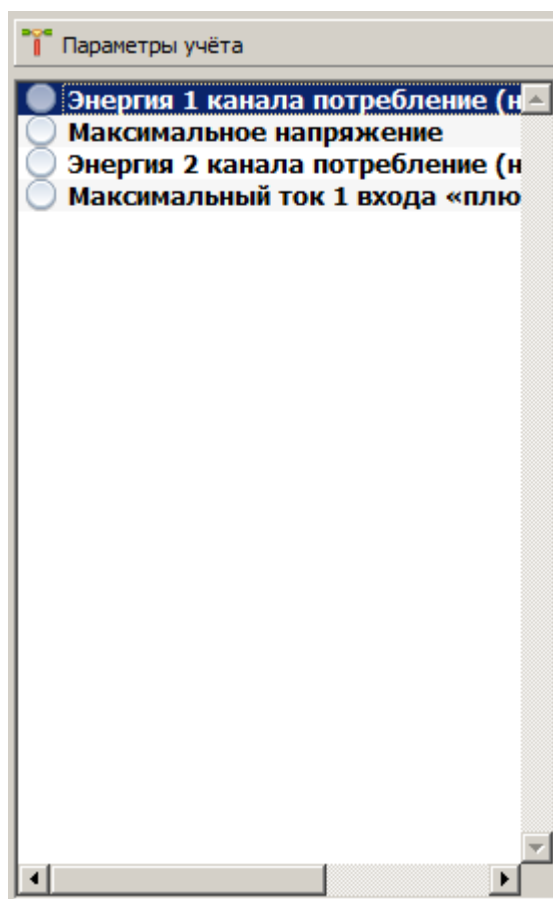 Параметры учёта
Энергия 1 канала потребление (н
Максимальное напряжение
Энергия 2 канала потребление (н
Максимальный ток 1 входа «плю